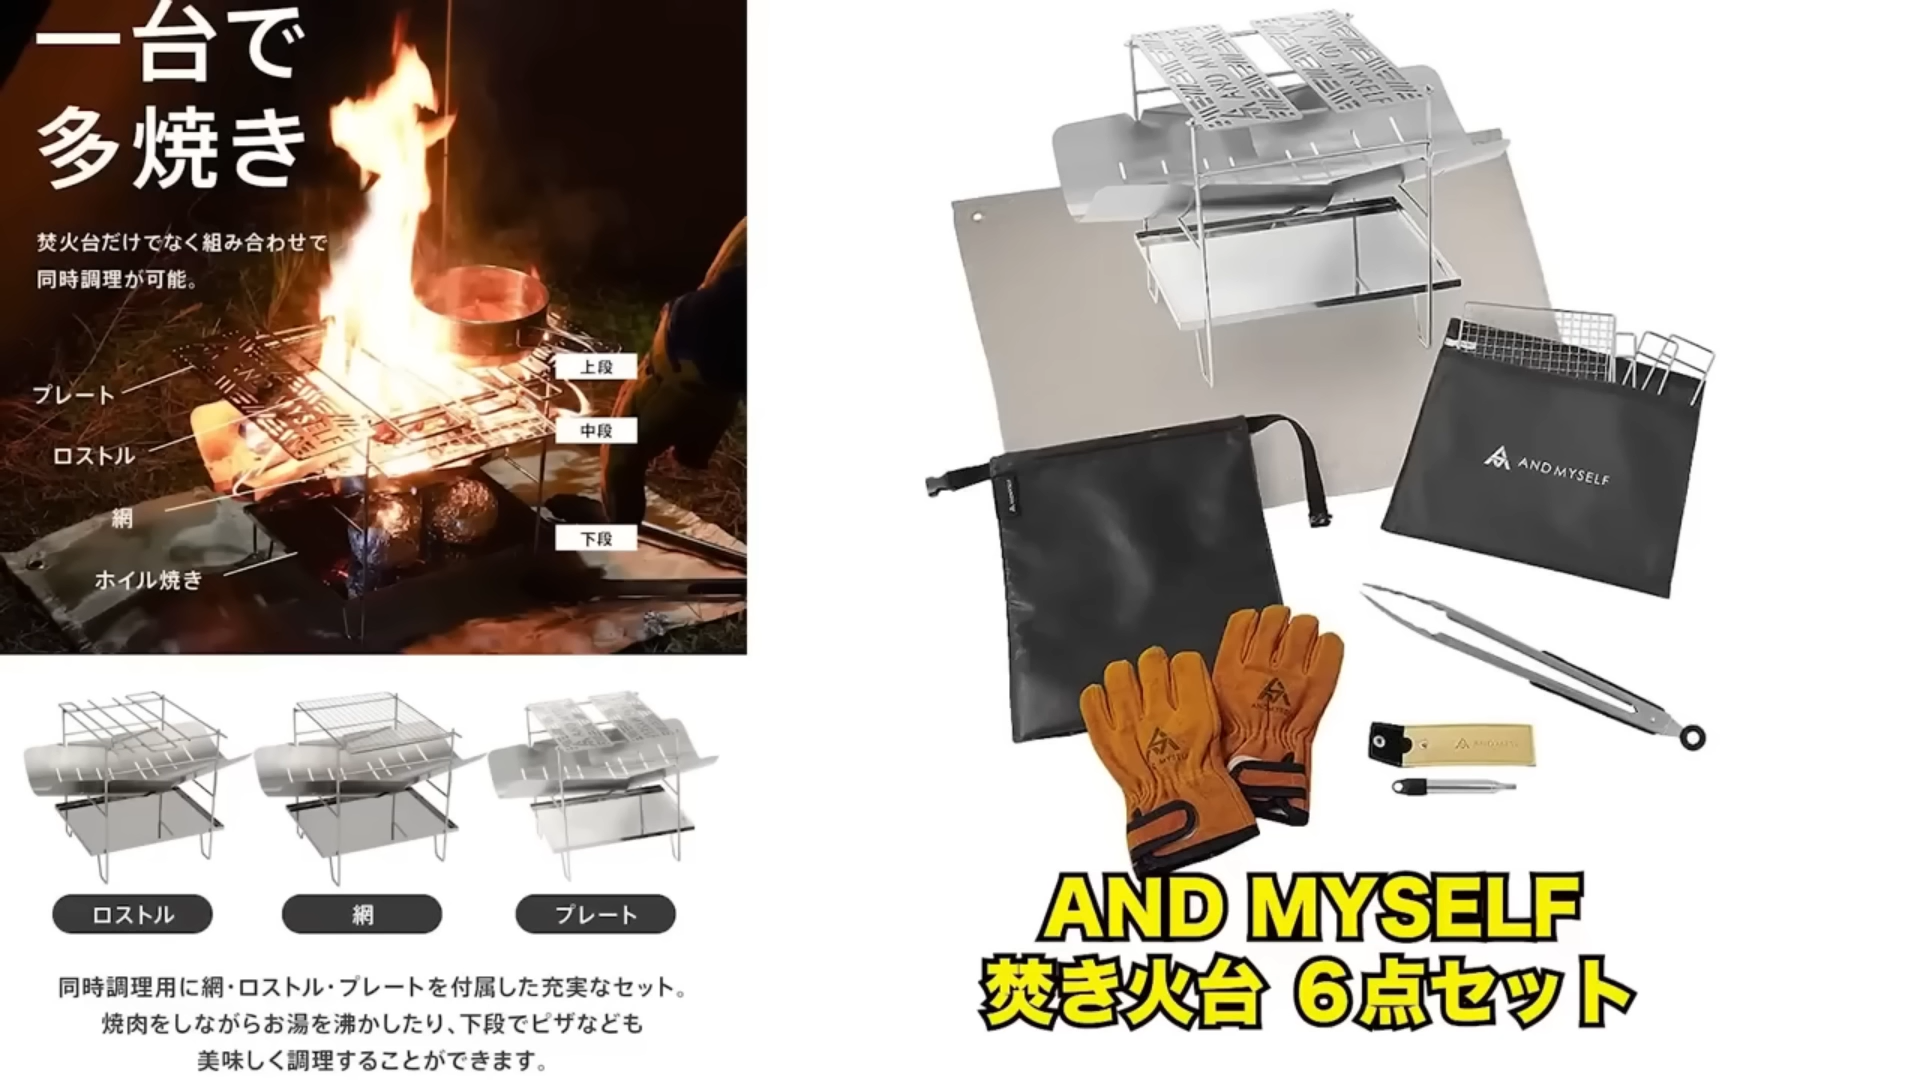 一台で
多焼き
焚火台だけでなく組み合わせで
同時調理が可能。
プレート
ロストル
網
ホイル焼き
上段
中段
下段
MYSELF
ロストル
網
プレート
同時調理用に網・ロストル・プレートを付属した充実なセット。
焼肉をしながらお湯を沸かしたり、下段でピザなども
美味しく調理することができます。
AND MYSELF
AND MYSELF
AND MYSELF
AND MYSELF
焚き火台 6点セット